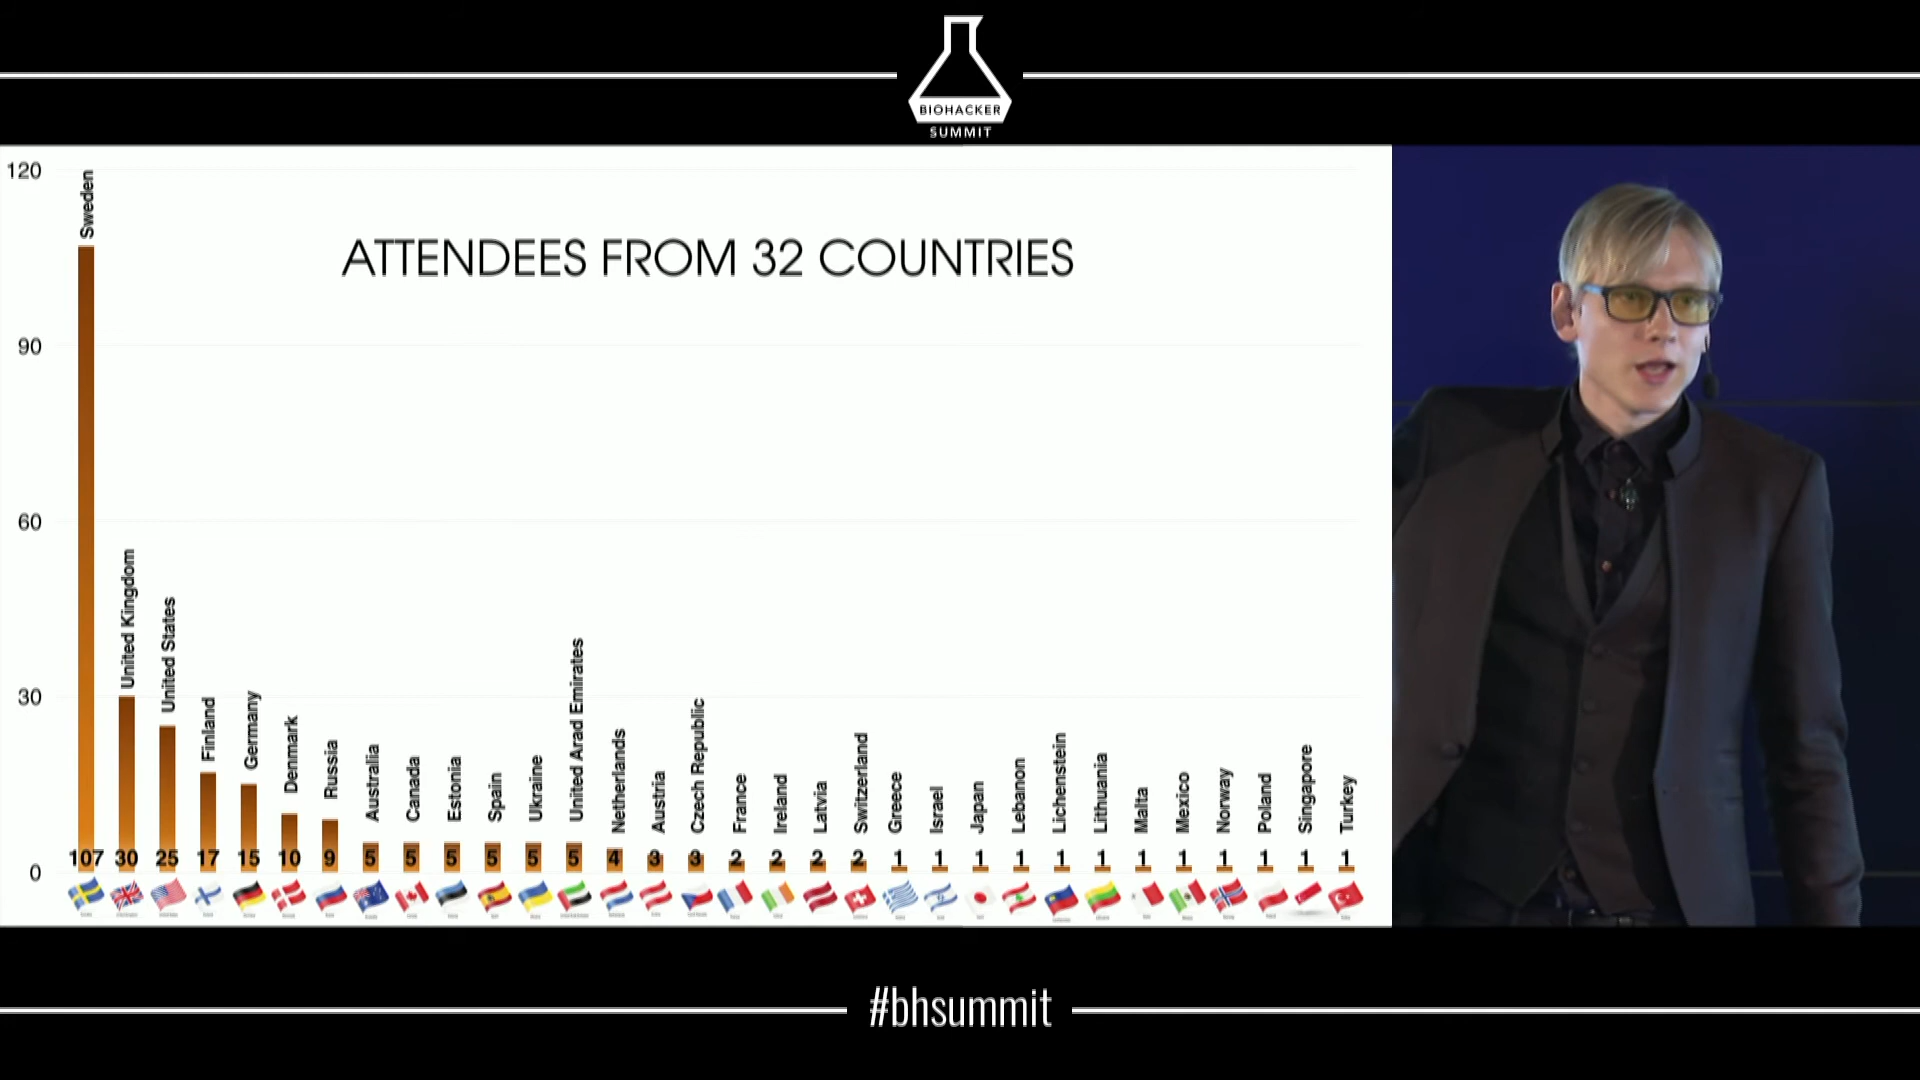 BIOHACKER
SUMMIT
ATTENDEES FROM 32 COUNTRIES
120
90
60
30
0
Sweden
United Kingdom
United States
Finland
Germany
Denmark
Russia
Australia
Canada
Estonia
Spain
Ukraine
United Arad Emirates
Netherlands
Austria
Czech Republic
France
Ireland
Latvia
Switzerland
Greece
Israel
Japan
Lebanon
Lichenstein
Lithuania
Malta
Mexico
Norway
Poland
Singapore
Turkey
107 30 25 17 15 10 9 5 5 5 5 5 5 4 3 3 2 2 2 2 1 1 1 1 1 1 1 1 1 1 1 1
#bhsummit